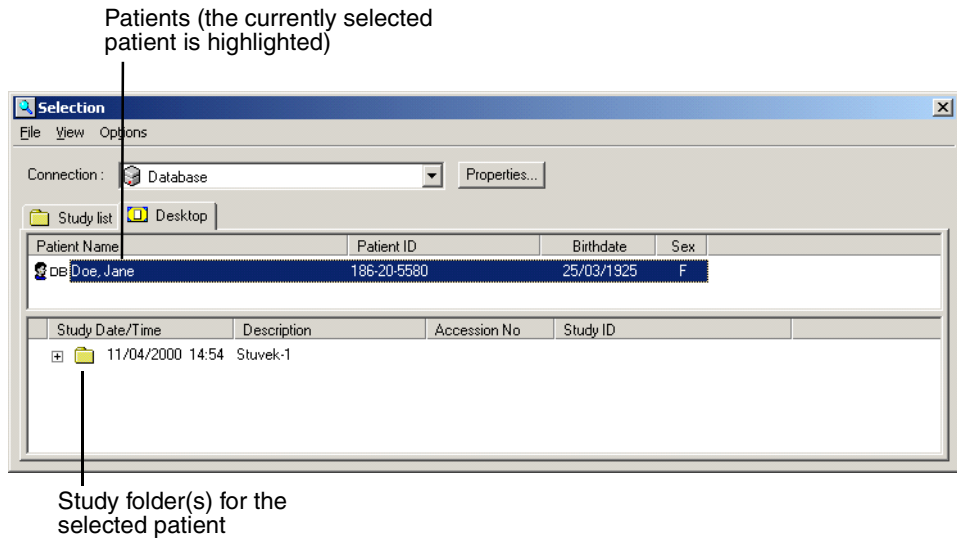 Patients (the currently selected
patient is highlighted)
Selection
File View Options
Connection : Database Properties...
Study list Desktop
Patient Name Patient ID Birthdate Sex
DB Doe, Jane 186-20-5580 25/03/1925 F
Study Date/Time Description Accession No Study ID
11/04/2000 14:54 Stuvek-1
Study folder(s) for the
selected patient